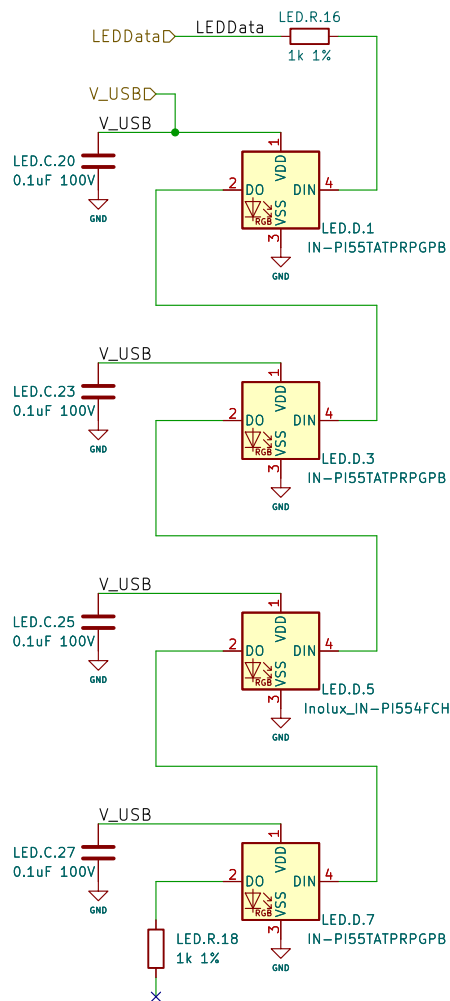 LED.R.16
LEDData LEDData
1k 1%
V_USB
V_USB
1
LED.C.20
0.1uF 100V
VDD
2 DO DIN 4
RGB
VSS
GND
3
LED.D.1
IN-PI55TATPRPGPB
GND
V_USB
1
LED.C.23
0.1uF 100V
VDD
2 DO DIN 4
RGB
VSS
GND
3
LED.D.3
IN-PI55TATPRPGPB
GND
V_USB
1
LED.C.25
0.1uF 100V
VDD
2 DO DIN 4
RGB
VSS
GND
3
LED.D.5
Inolux_IN-PI554FCH
GND
V_USB
1
LED.C.27
0.1uF 100V
VDD
2 DO DIN 4
RGB
VSS
GND
3
LED.D.7
IN-PI55TATPRPGPB
GND
LED.R.18
1k 1%